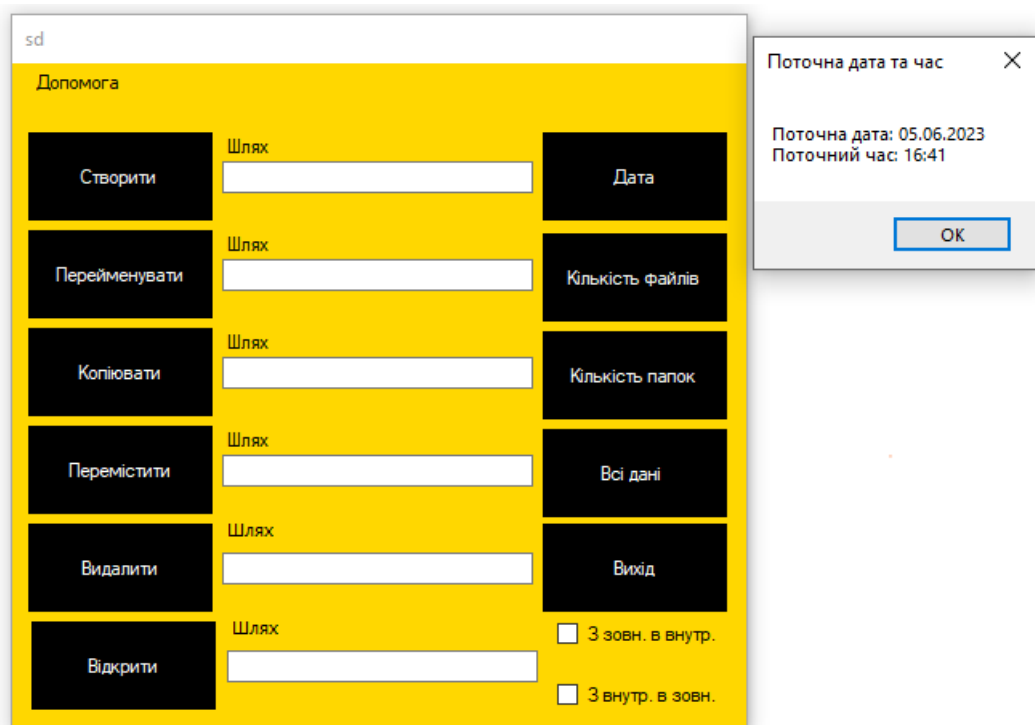 sd
Допомога
Створити
Шлях
Дата
Перейменувати
Шлях
Кількість файлів
Копіювати
Шлях
Кількість папок
Перемістити
Шлях
Всі дані
Видалити
Шлях
Вихід
Відкрити
Шлях
З зовн. в внутр.
З внутр. в зовн.
Поточна дата та час
Поточна дата: 05.06.2023
Поточний час: 16:41
OK